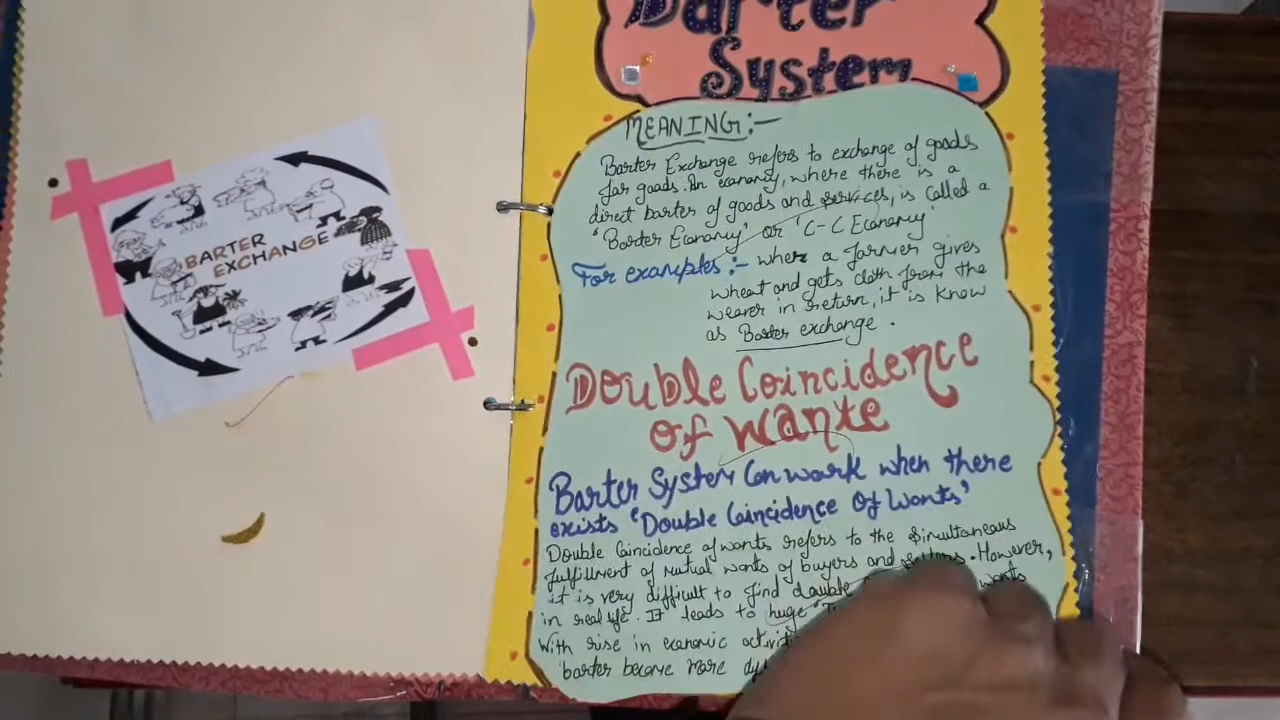 BARTER
EXCHANGE
Barter
System
MEANING:-
Barter Exchange refers to exchange of goods
for goods. An economy, where there is a
direct barter of goods and services, is called a
'Barter Economy' or 'C-C Economy'
For examples:- where a farmer gives
wheat and gets cloth from the
weaver in return, it is know
as Barter exchange.
Double Coincidence
of Wants
Barter System Can work when there
exists 'Double Coincidence Of Wants'
Double Coincidence of wants refers to the Simultaneous
fulfillment of Mutual wants of buyers and sellers. However,
it is very difficult to find double wants
in real life. It leads to huge
With rise in economic
barter become more